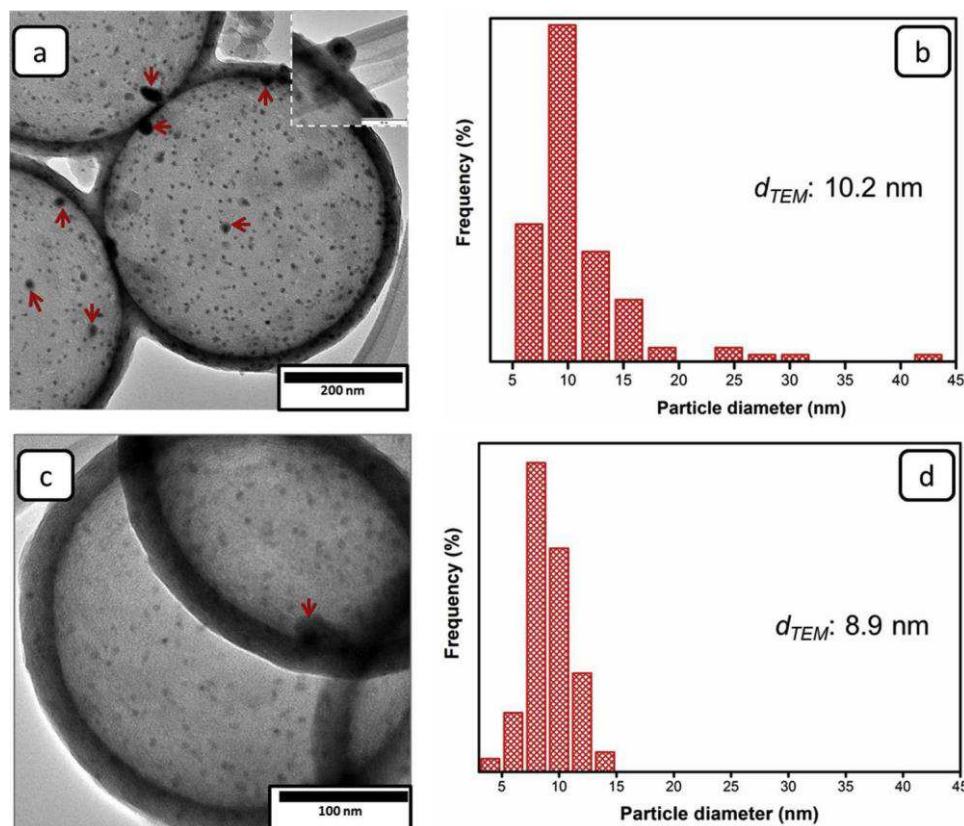 a
200 nm
b
Frequency (%)
d_TEM: 10.2 nm
5 10 15 20 25 30 35 40 45
Particle diameter (nm)
c
100 nm
d
Frequency (%)
d_TEM: 8.9 nm
5 10 15 20 25 30 35 40 45
Particle diameter (nm)